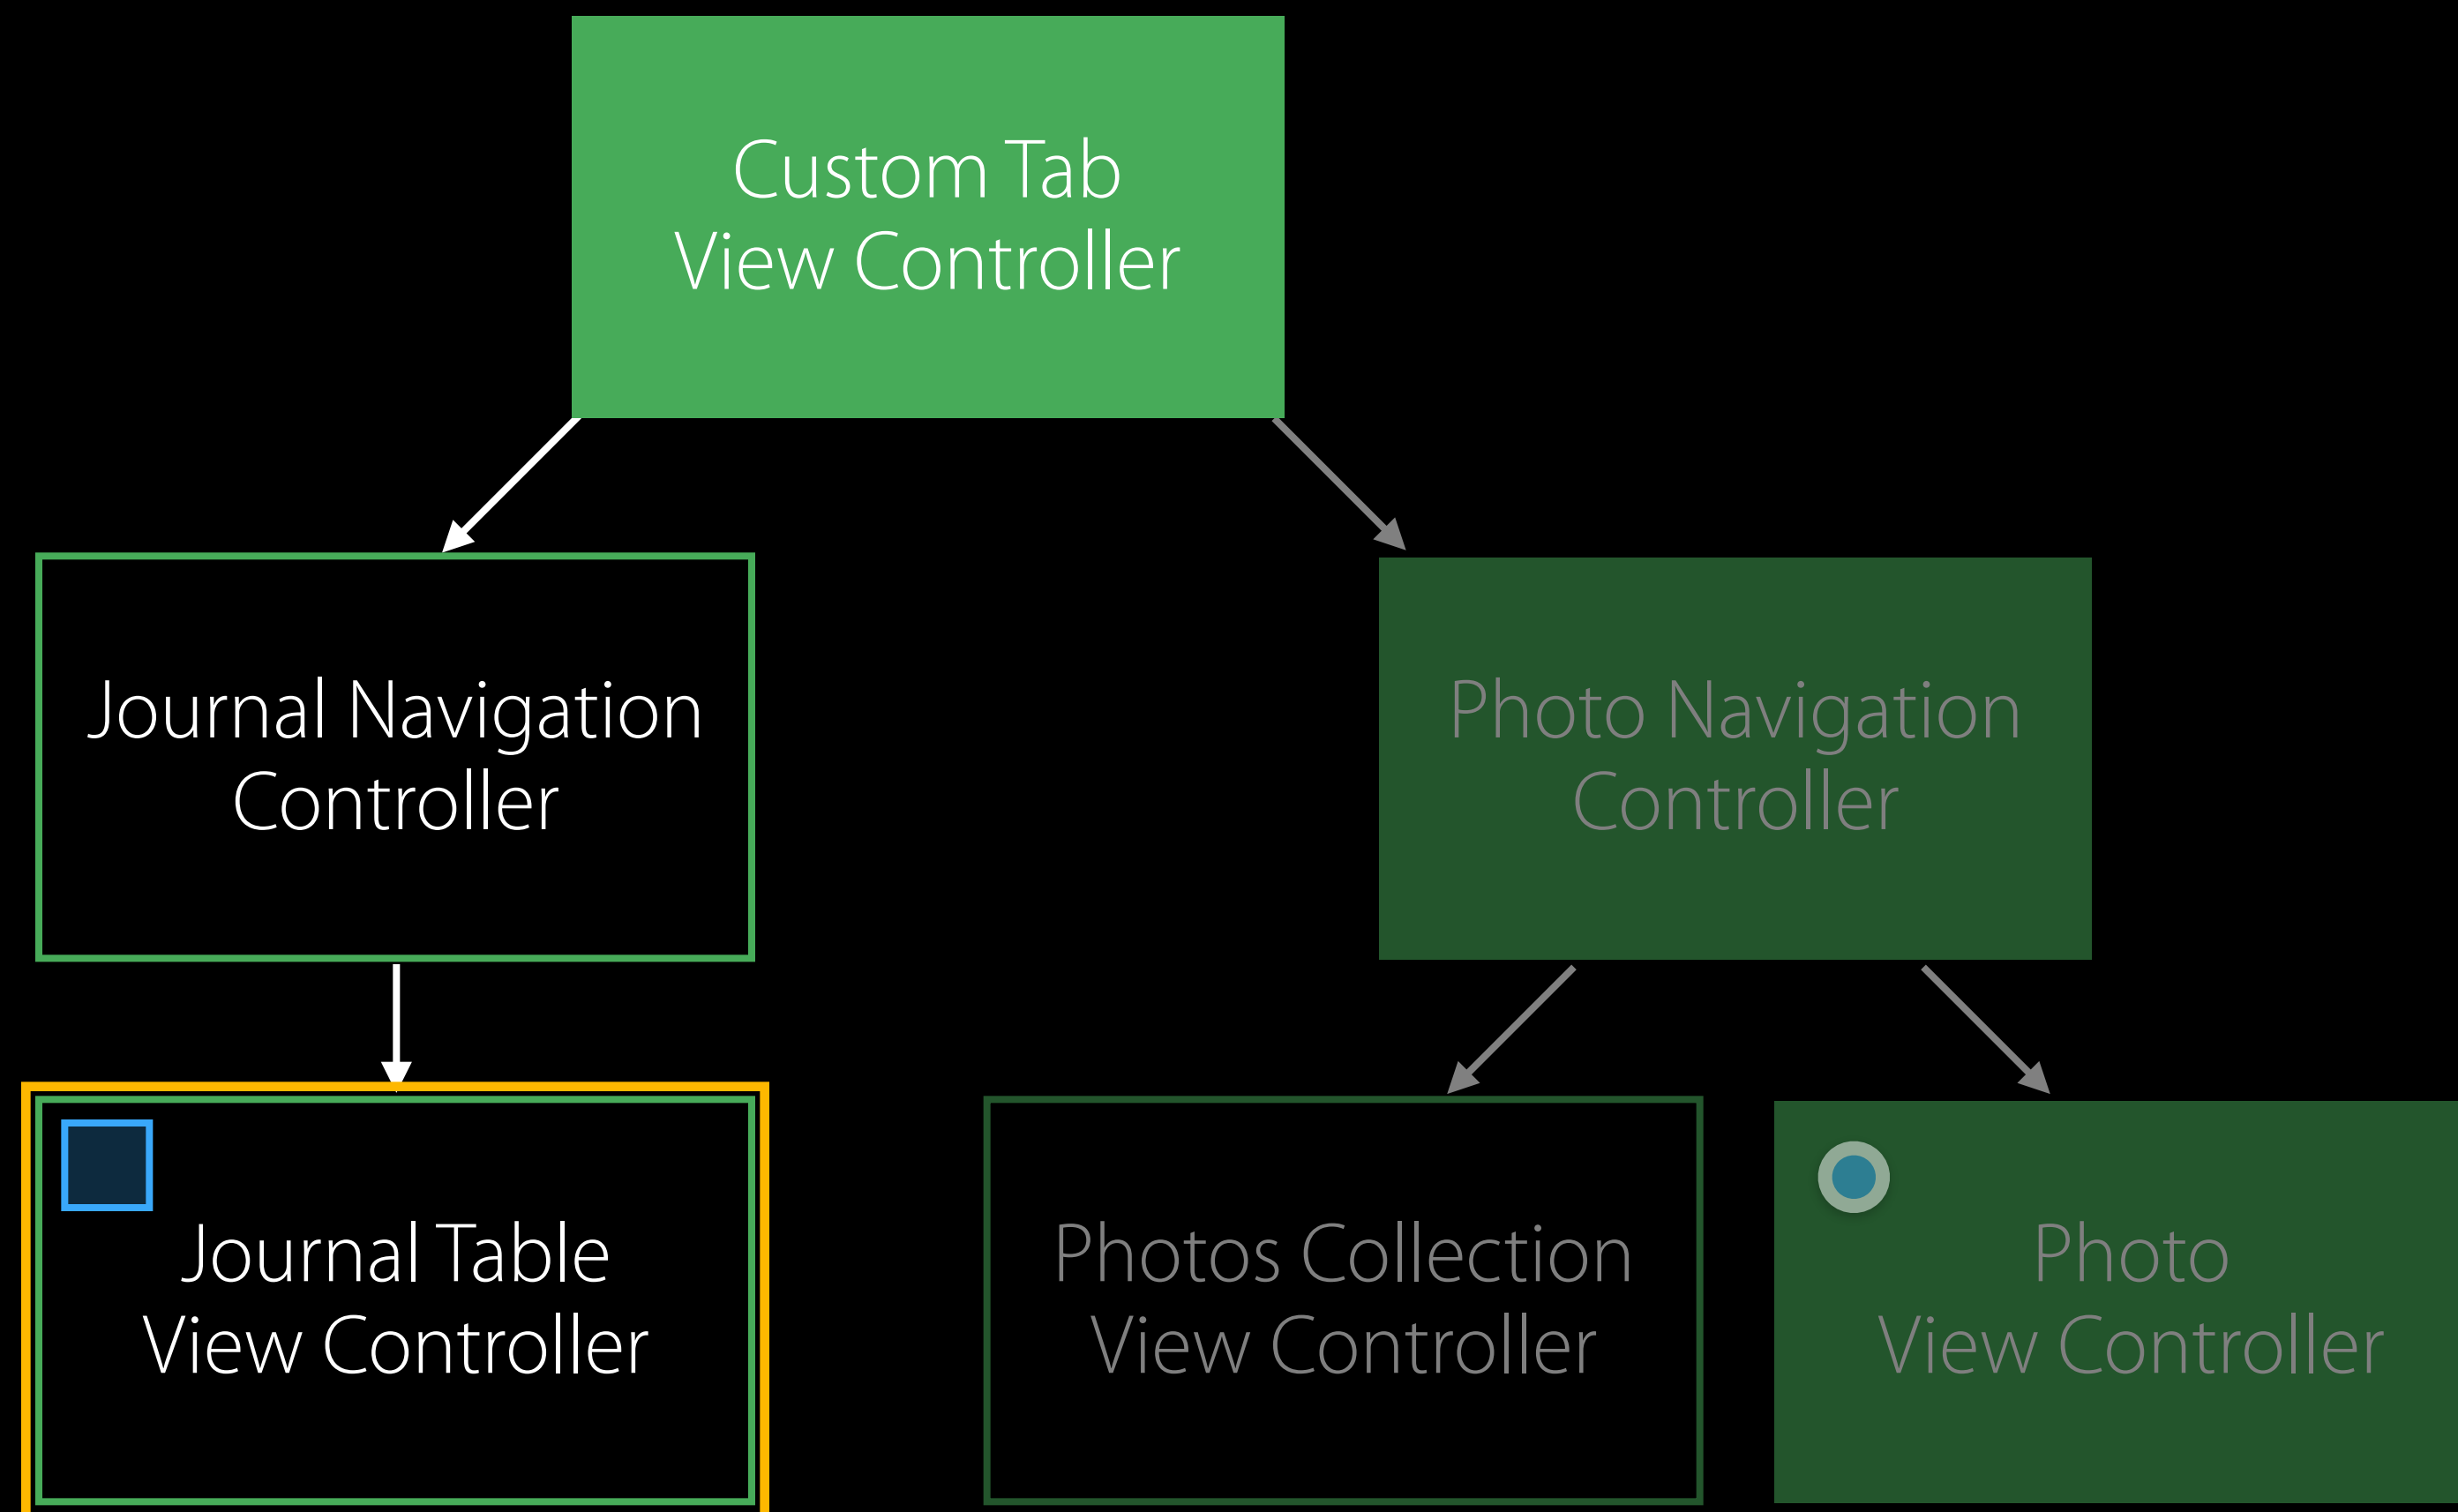 Custom Tab
View Controller
Journal Navigation
Controller
Photo Navigation
Controller
Journal Table
View Controller
Photos Collection
View Controller
Photo
View Controller